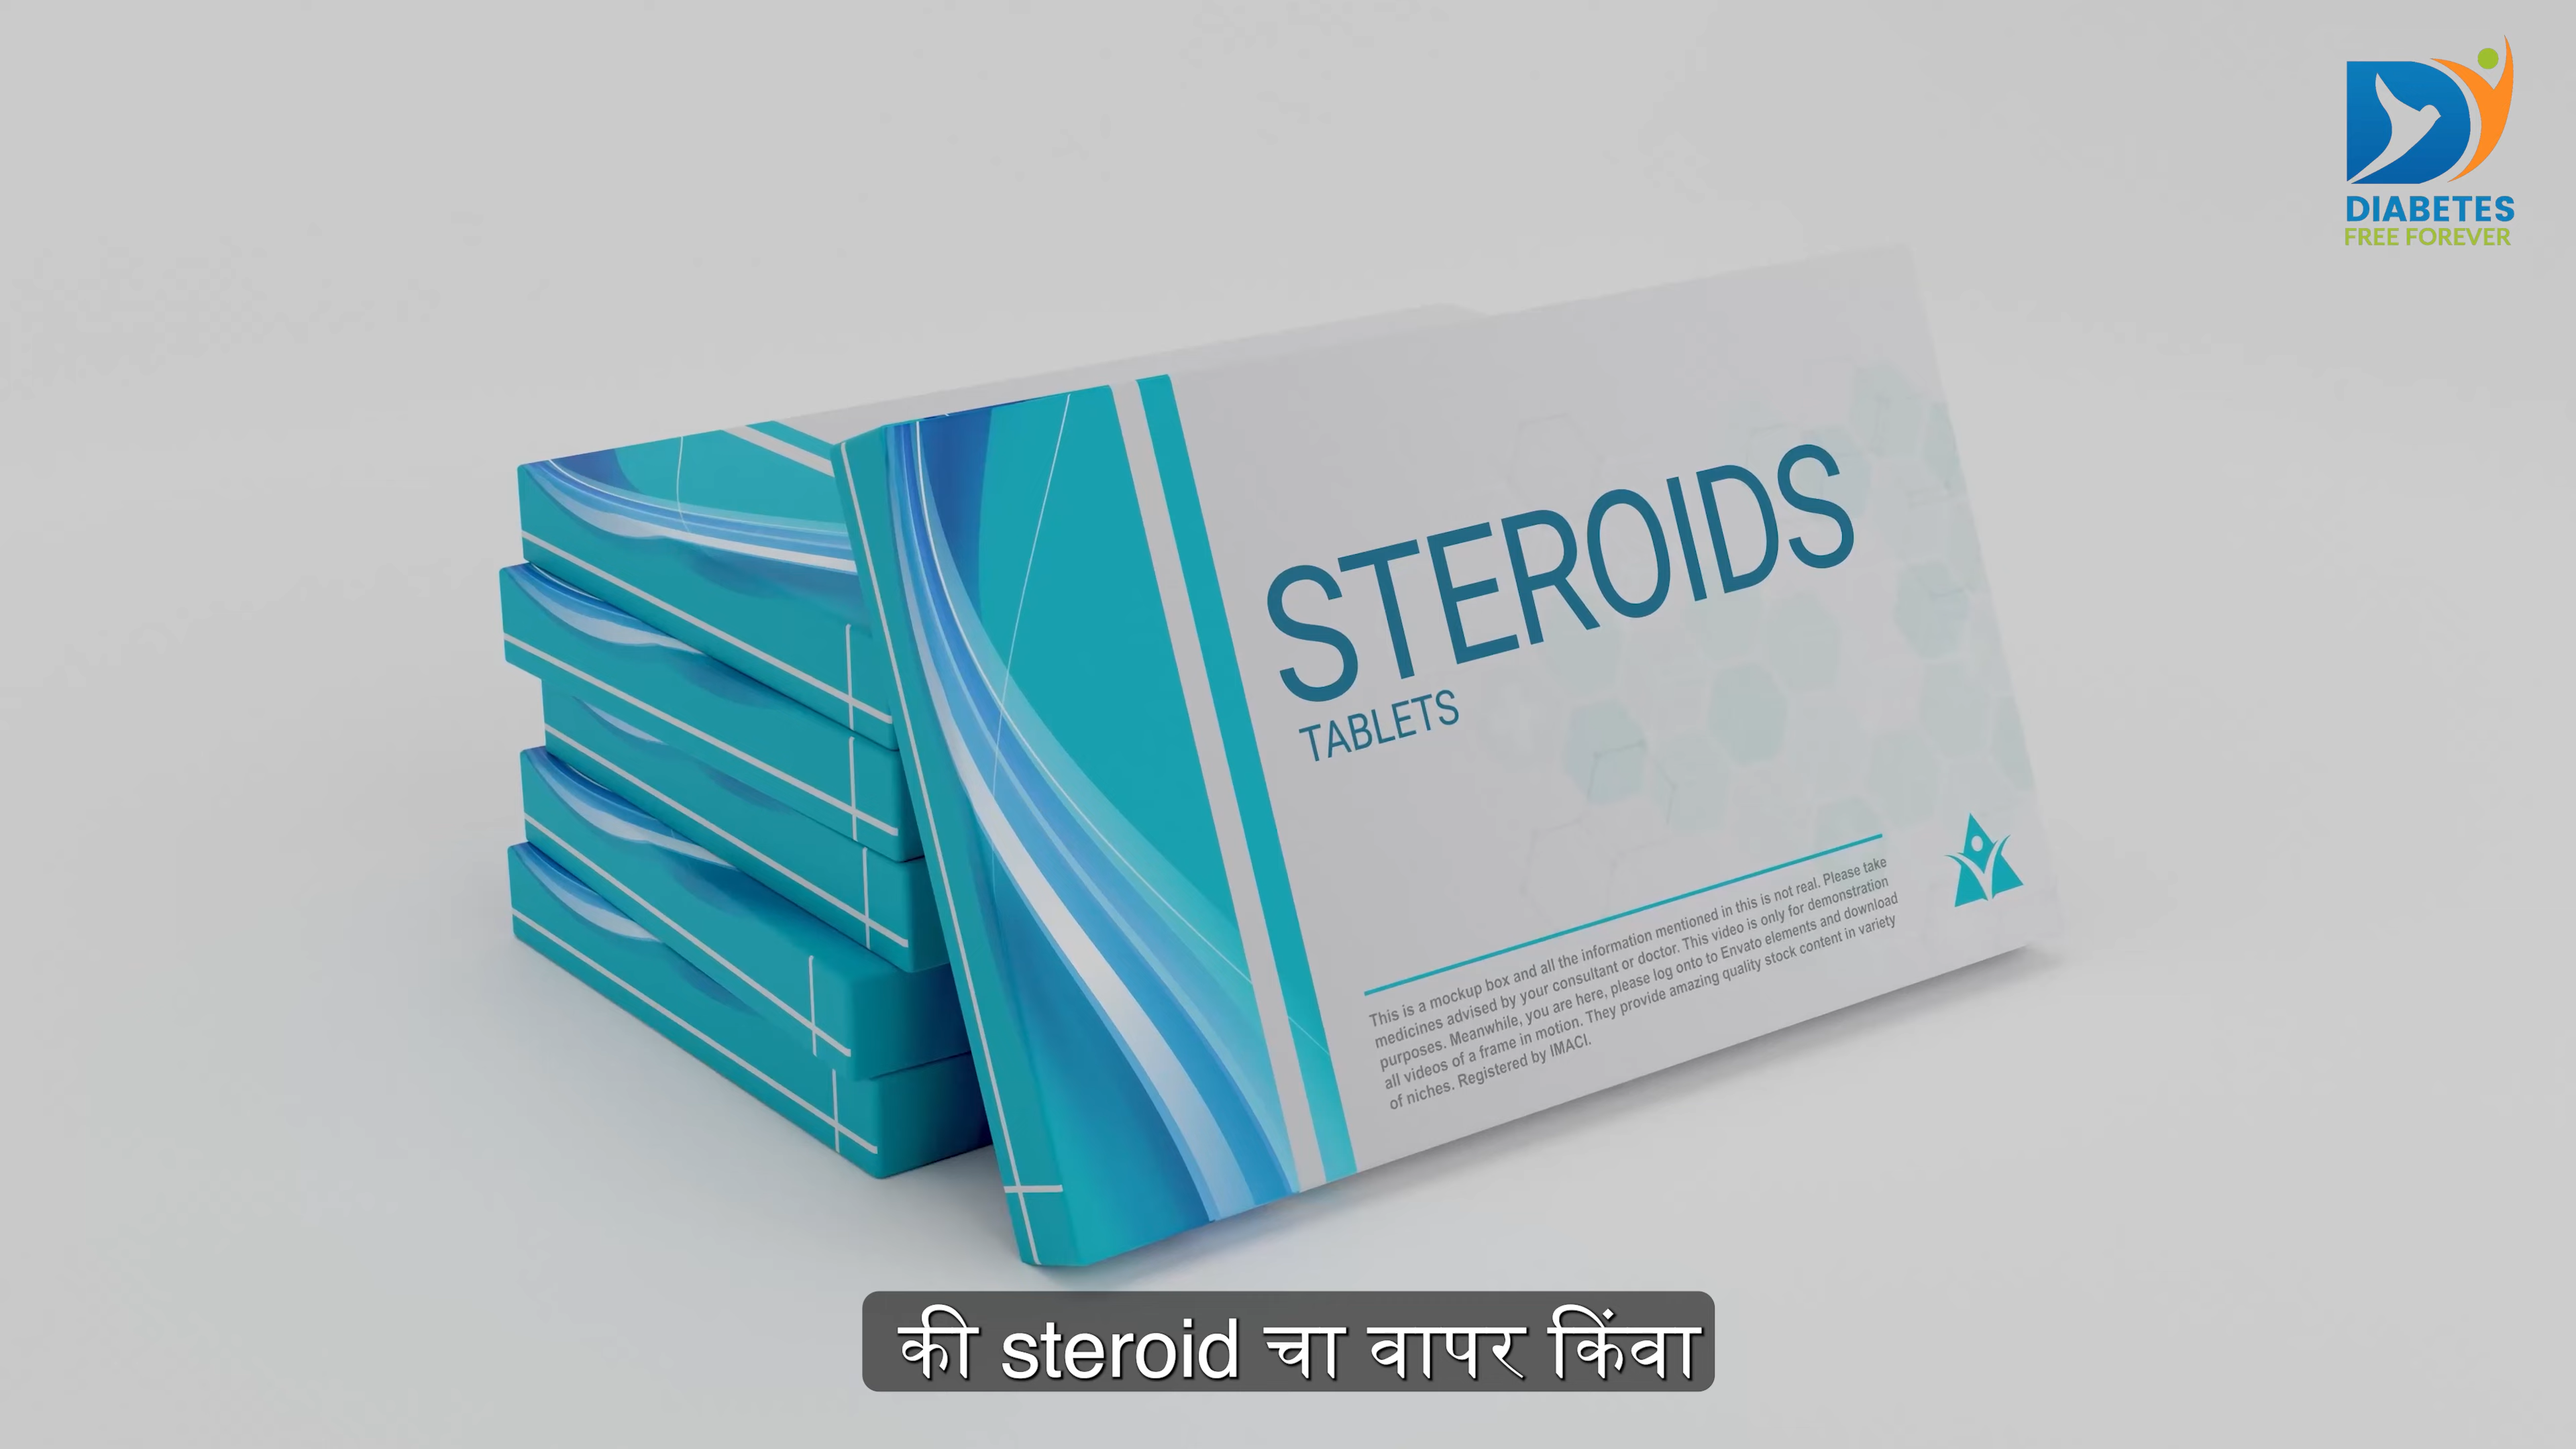 DIABETES
FREE FOREVER
STEROIDS
TABLETS
This is a mockup box and all the information mentioned in this is not real. Please take
medicines advised by your consultant or doctor. This video is only for demonstration
purposes. Meanwhile, you are here, please log onto to Envato elements and download
all videos of a frame in motion. They provide amazing quality stock content in variety
of niches. Registered by IMACI.
की steroid चा वापर किंवा